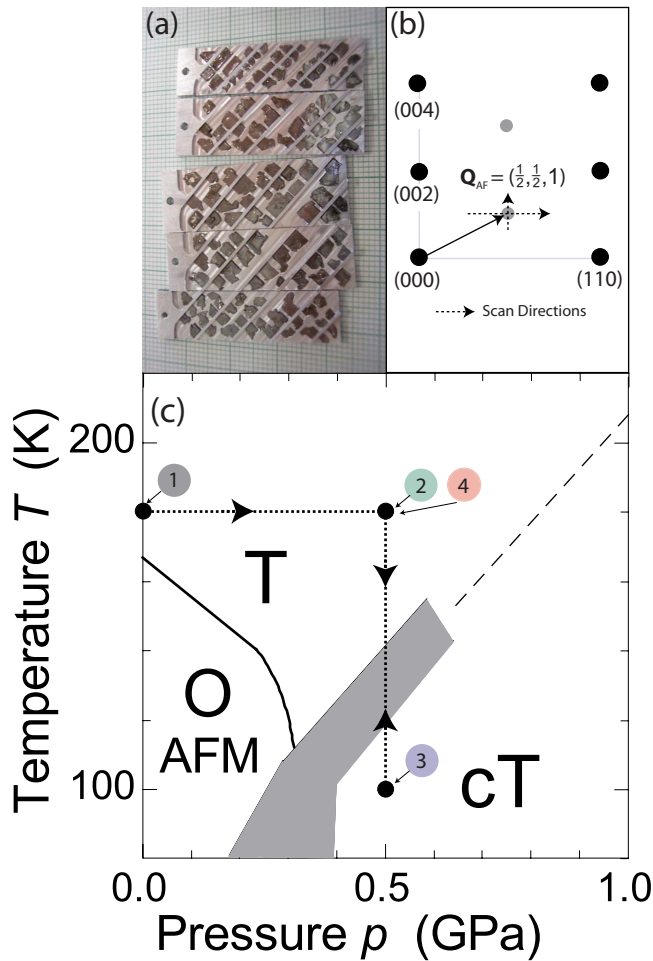 (a)
(b)
(004)
(002)
Q_AF = (1/2, 1/2, 1)
(000)
(110)
Scan Directions
(c)
200
1
2
4
T
O
AFM
3
100
cT
Temperature T (K)
0.0
0.5
1.0
Pressure p (GPa)